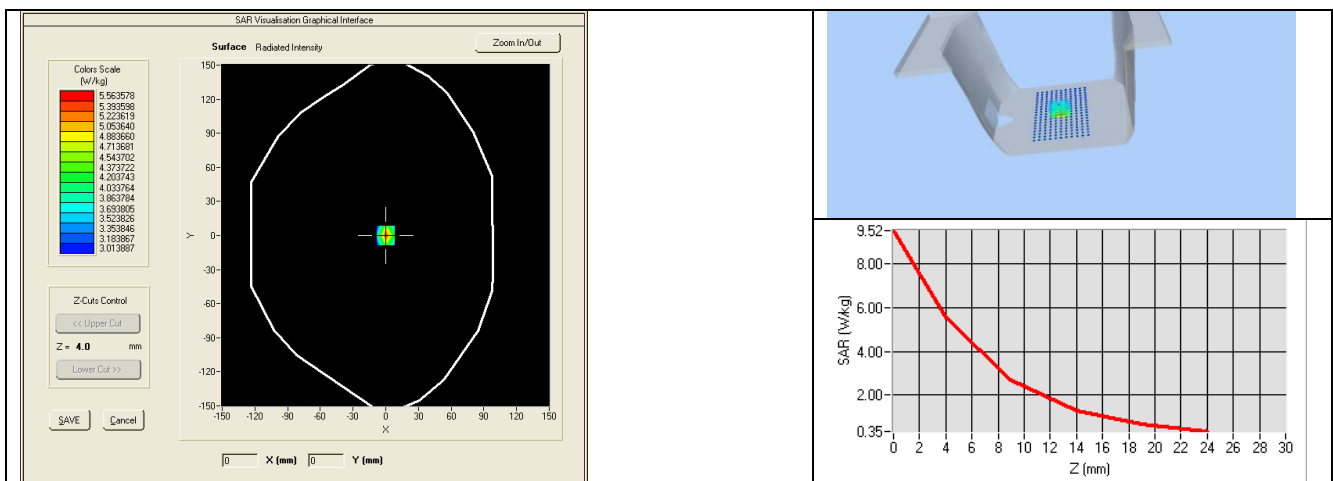 SAR Visualisation Graphical Interface
Surface Radiated Intensity
Zoom In/Out
Colors Scale
(W/kg)
5.563578
5.393598
5.223619
5.053640
4.883660
4.713681
4.543702
4.373722
4.203743
4.033764
3.863784
3.693805
3.523826
3.353846
3.183867
3.013887
Z-Cuts Control
<< Upper Cut
Z = 4.0 mm
Lower Cut >>
SAVE Cancel
150
120
90
60
30
0
-30
-60
-90
-120
-150
Y
-150 -120 -90 -60 -30 0 30 60 90 120 150
X
0 X (mm) 0 Y (mm)
9.52
8.00
6.00
4.00
2.00
0.35
SAR (W/kg)
0 2 4 6 8 10 12 14 16 18 20 22 24 26 28 30
Z (mm)